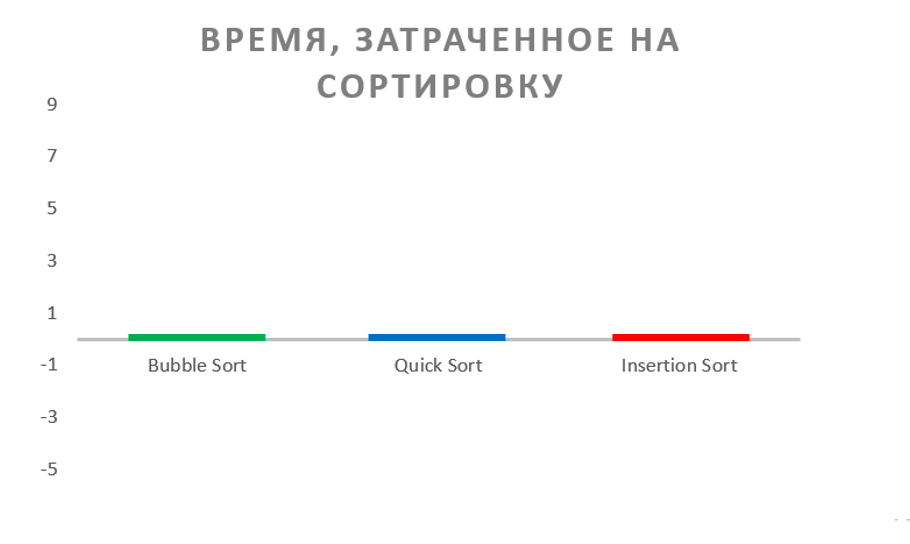 ВРЕМЯ, ЗАТРАЧЕННОЕ НА
СОРТИРОВКУ
9
7
5
3
1
-1
-3
-5
Bubble Sort
Quick Sort
Insertion Sort